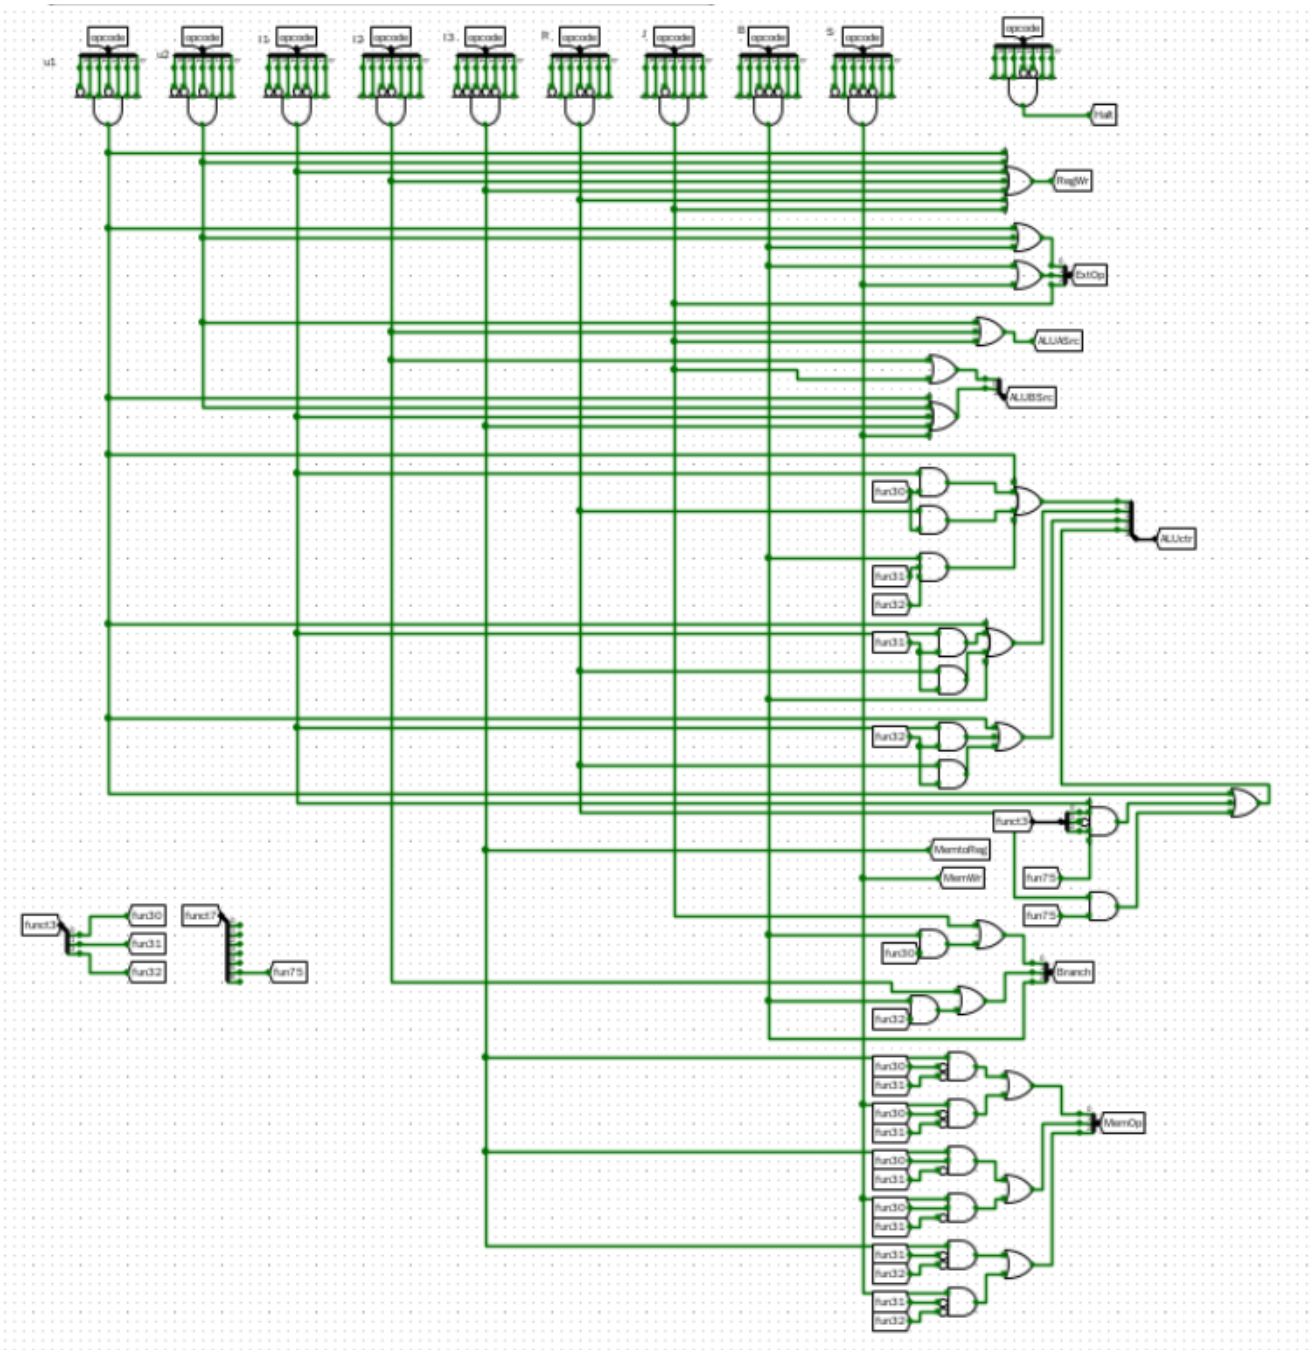 opcode opcode opcode opcode opcode opcode opcode opcode opcode opcode
u1 u2 I1 I2 I3 R J B S
Halt
RegWr
ExtOp
ALUASrc
ALUBSrc
fun30
ALUctr
fun31
fun32
fun31
fun32
funct3
MemtoReg
MemWr
fun75
fun75
funct3 fun30 funct7
fun31
fun32 fun75
fun30
Branch
fun32
fun30
fun31
fun30
MemOp
fun31
fun30
fun31
fun30
fun31
fun31
fun32
fun31
fun32